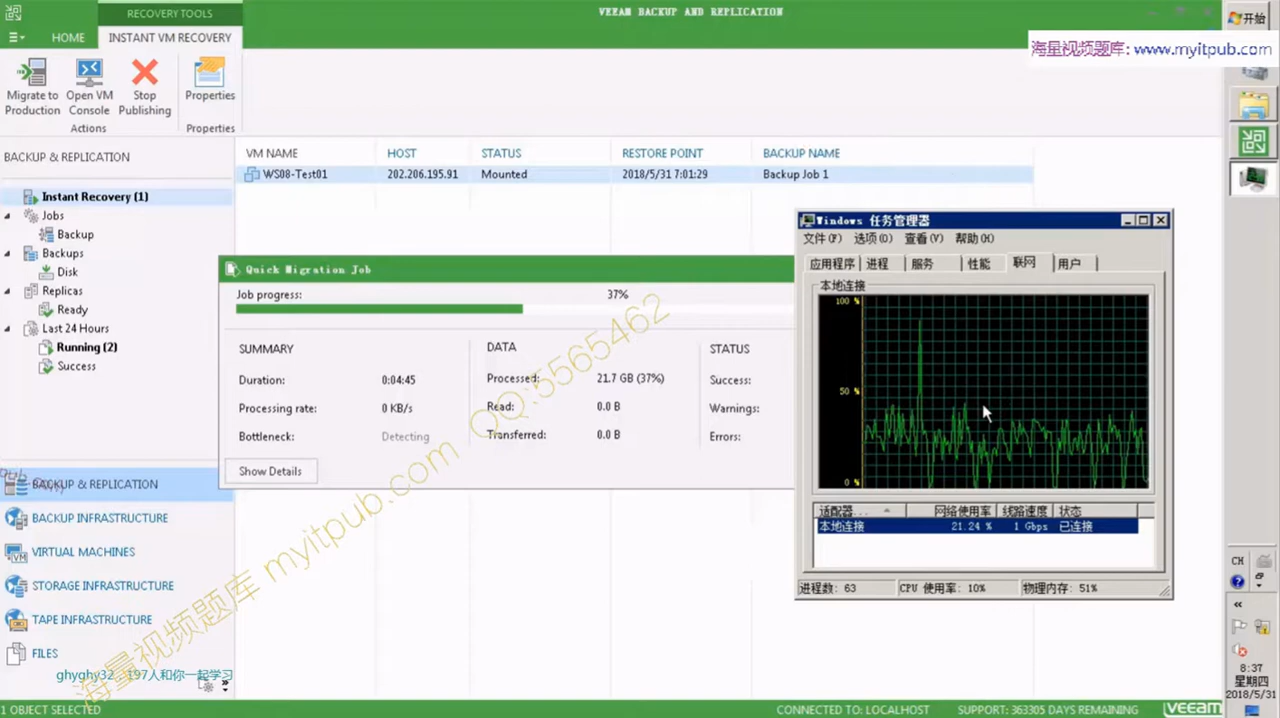 RECOVERY TOOLS
VEEAM BACKUP AND REPLICATION
开始
HOME
INSTANT VM RECOVERY
海量视频题库: www.myitpub.com
Migrate to Production
Open VM Console
Stop Publishing
Properties
Actions
Properties
BACKUP & REPLICATION
VM NAME HOST STATUS RESTORE POINT BACKUP NAME
WS08-Test01 202.206.195.91 Mounted 2018/5/31 7:01:29 Backup Job 1
Instant Recovery (1)
Jobs
Backup
Backups
Disk
Replicas
Ready
Last 24 Hours
Running (2)
Success
Quick Migration Job
Job progress: 37%
SUMMARY DATA STATUS
Duration: 0:04:45 Processed: 21.7 GB (37%) Success:
Processing rate: 0 KB/s Read: 0.0 B Warnings:
Bottleneck: Detecting Transferred: 0.0 B Errors:
Show Details
Windows 任务管理器
文件(F) 选项(O) 查看(V) 帮助(H)
应用程序 进程 服务 性能 联网 用户
本地连接
100 %
50 %
0 %
适配器... 网络使用率 线路速度 状态
本地连接 21.24 % 1 Gbps 已连接
进程数: 63 CPU 使用率: 10% 物理内存: 51%
BACKUP & REPLICATION
BACKUP INFRASTRUCTURE
VIRTUAL MACHINES
STORAGE INFRASTRUCTURE
TAPE INFRASTRUCTURE
FILES
ghyghy32、197人和你一起学习
海量视频题库 myitpub.com QQ:5565462
CH
8:37
星期四
2018/5/31
1 OBJECT SELECTED
CONNECTED TO: LOCALHOST
SUPPORT: 363305 DAYS REMAINING
VEEAM